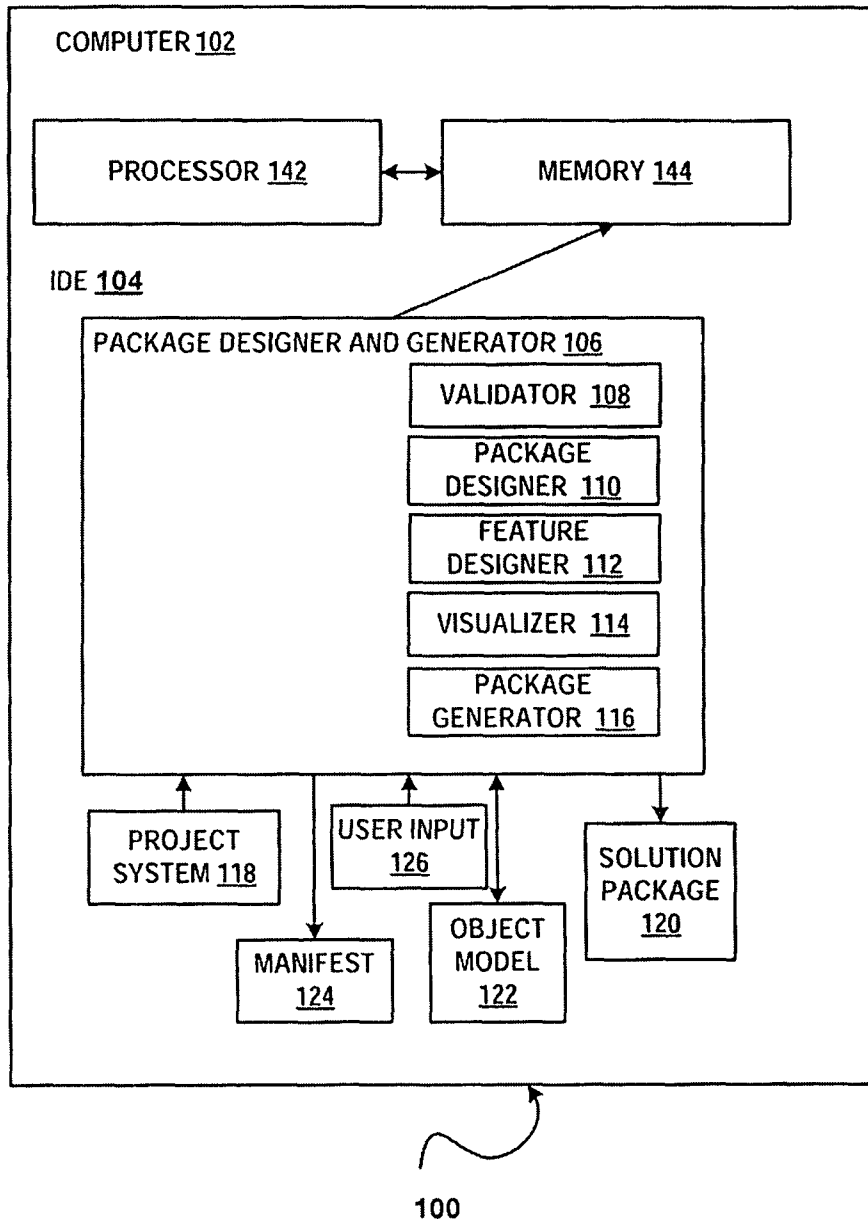 COMPUTER 102
PROCESSOR 142
MEMORY 144
IDE 104
PACKAGE DESIGNER AND GENERATOR 106
VALIDATOR 108
PACKAGE
DESIGNER 110
FEATURE
DESIGNER 112
VISUALIZER 114
PACKAGE
GENERATOR 116
PROJECT
SYSTEM 118
USER INPUT
126
SOLUTION
PACKAGE
120
MANIFEST
124
OBJECT
MODEL
122
100